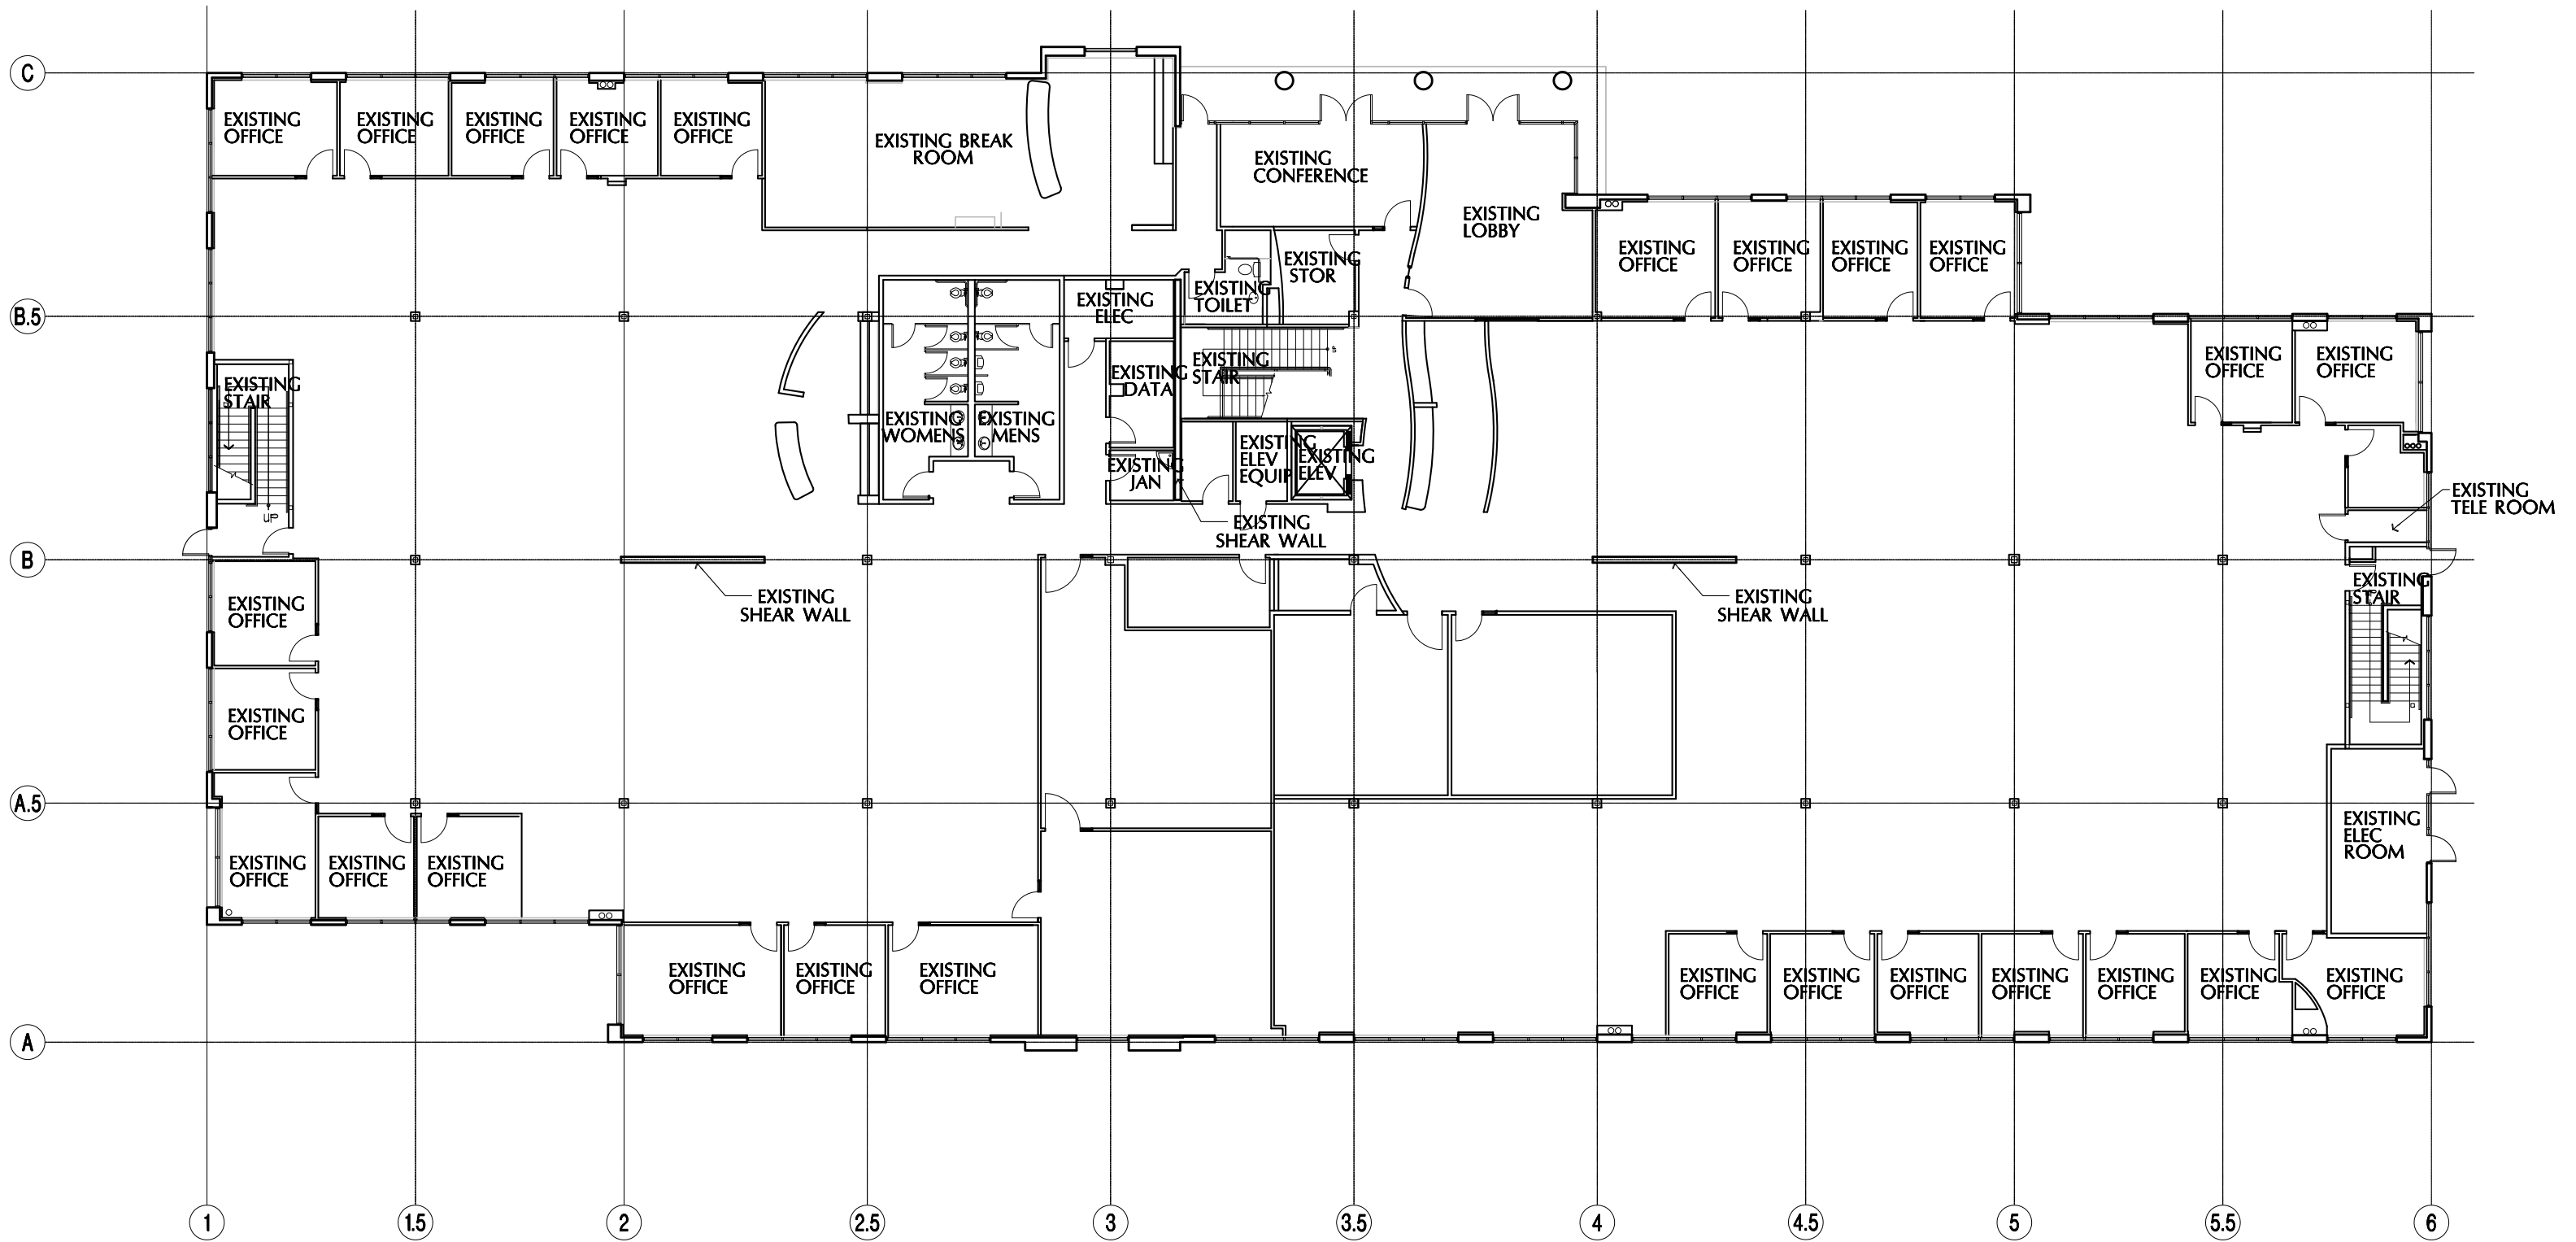 C
EXISTING
OFFICE
EXISTING
OFFICE
EXISTING
OFFICE
EXISTING
OFFICE
EXISTING
OFFICE
EXISTING BREAK
ROOM
EXISTING
CONFERENCE
EXISTING
LOBBY
EXISTING
OFFICE
EXISTING
OFFICE
EXISTING
OFFICE
EXISTING
OFFICE
EXISTING
STOR
EXISTING
TOILET
EXISTING
ELEC
B.5
EXISTING
STAIR
EXISTING
DATA
EXISTING
STAIR
EXISTING
OFFICE
EXISTING
OFFICE
EXISTING
WOMENS
EXISTING
MENS
EXISTING
JAN
EXISTING
ELEV
EQUIP
EXISTING
ELEV
EXISTING
TELE ROOM
UP
EXISTING
SHEAR WALL
B
EXISTING
OFFICE
EXISTING
SHEAR WALL
EXISTING
SHEAR WALL
EXISTING
STAIR
EXISTING
OFFICE
A.5
EXISTING
ELEC
ROOM
EXISTING
OFFICE
EXISTING
OFFICE
EXISTING
OFFICE
EXISTING
OFFICE
EXISTING
OFFICE
EXISTING
OFFICE
EXISTING
OFFICE
EXISTING
OFFICE
EXISTING
OFFICE
EXISTING
OFFICE
EXISTING
OFFICE
EXISTING
OFFICE
EXISTING
OFFICE
A
1
1.5
2
2.5
3
3.5
4
4.5
5
5.5
6